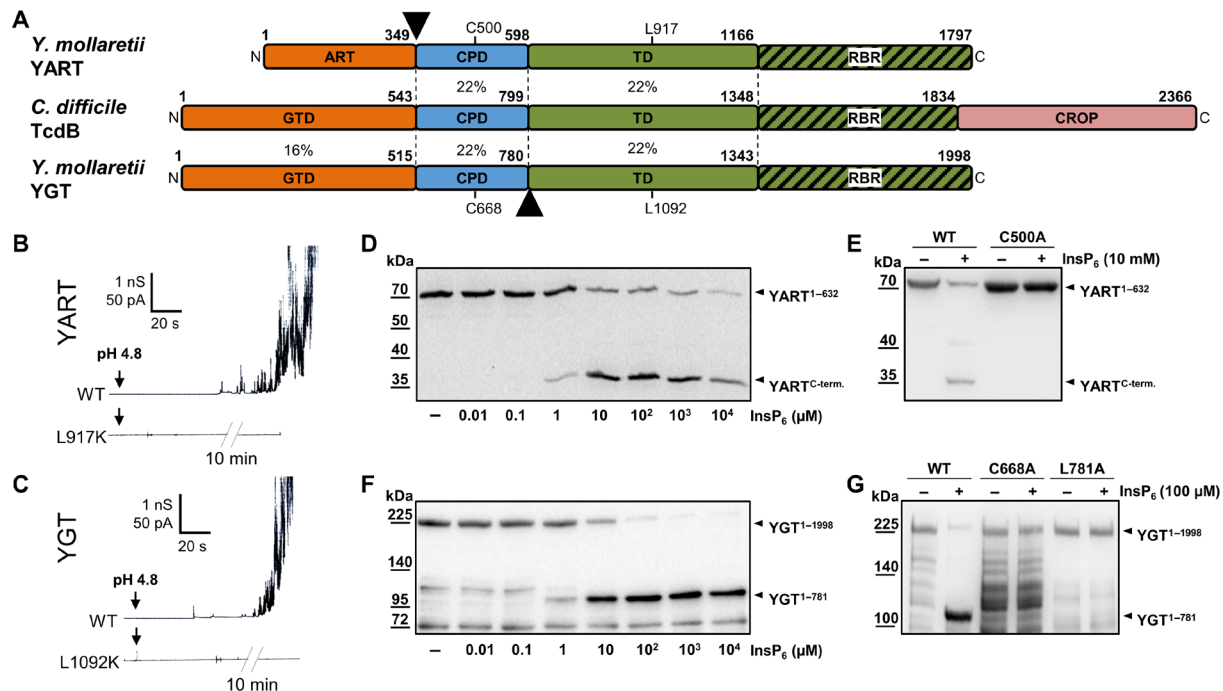 A
Y. mollaretii
YART
1 349 C500 598 L917 1166 1797
N ART CPD TD RBR C
22% 22%
C. difficile
TcdB
1 543 799 1348 1834 2366
N GTD CPD TD RBR CROP C
16% 22% 22%
Y. mollaretii
YGT
1 515 780 1343 1998
N GTD CPD TD RBR C
C668 L1092
B
YART
1 nS
50 pA
20 s
pH 4.8
WT
L917K
10 min
C
YGT
1 nS
50 pA
20 s
pH 4.8
WT
L1092K
10 min
D
kDa
70
50
40
35
YART1–632
YARTC-term.
– 0.01 0.1 1 10 10² 10³ 10⁴ InsP₆ (µM)
E
WT C500A
kDa – + – + InsP₆ (10 mM)
70
40
35
YART1–632
YARTC-term.
F
kDa
225
140
95
72
YGT1–1998
YGT1–781
– 0.01 0.1 1 10 10² 10³ 10⁴ InsP₆ (µM)
G
WT C668A L781A
kDa – + – + – + InsP₆ (100 µM)
225
140
100
YGT1–1998
YGT1–781